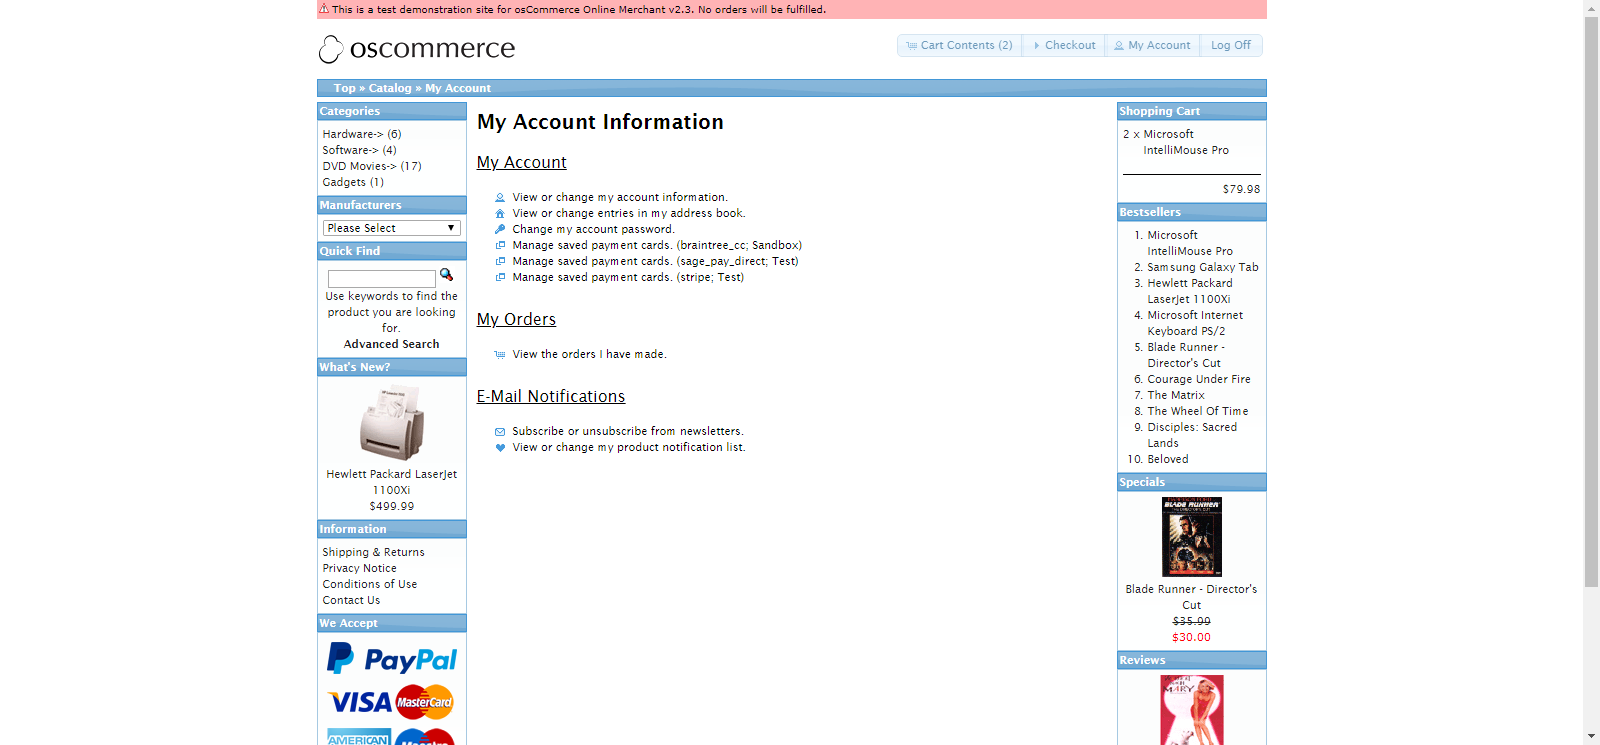 This is a test demonstration site for osCommerce Online Merchant v2.3. No orders will be fulfilled.
oscommerce
Cart Contents (2)
Checkout
My Account
Log Off
Top » Catalog » My Account
Categories
Hardware-> (6)
Software-> (4)
DVD Movies-> (17)
Gadgets (1)
Manufacturers
Please Select
Quick Find
Use keywords to find the
product you are looking
for.
Advanced Search
What's New?
Hewlett Packard LaserJet
1100Xi
$499.99
Information
Shipping & Returns
Privacy Notice
Conditions of Use
Contact Us
We Accept
PayPal
VISA
MasterCard
AMERICAN
My Account Information
My Account
View or change my account information.
View or change entries in my address book.
Change my account password.
Manage saved payment cards. (braintree_cc; Sandbox)
Manage saved payment cards. (sage_pay_direct; Test)
Manage saved payment cards. (stripe; Test)
My Orders
View the orders I have made.
E-Mail Notifications
Subscribe or unsubscribe from newsletters.
View or change my product notification list.
Shopping Cart
2 x Microsoft
IntelliMouse Pro
$79.98
Bestsellers
1. Microsoft
IntelliMouse Pro
2. Samsung Galaxy Tab
3. Hewlett Packard
LaserJet 1100Xi
4. Microsoft Internet
Keyboard PS/2
5. Blade Runner -
Director's Cut
6. Courage Under Fire
7. The Matrix
8. The Wheel Of Time
9. Disciples: Sacred
Lands
10. Beloved
Specials
BLADE RUNNER
Blade Runner - Director's
Cut
$35.99
$30.00
Reviews
MARY